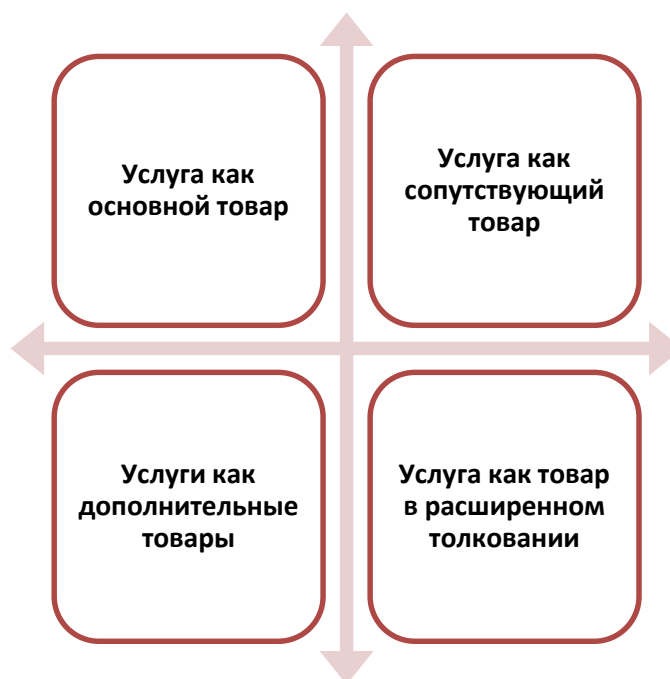 Услуга как
основной товар
Услуга как
сопутствующий
товар
Услуги как
дополнительные
товары
Услуга как товар
в расширенном
толковании